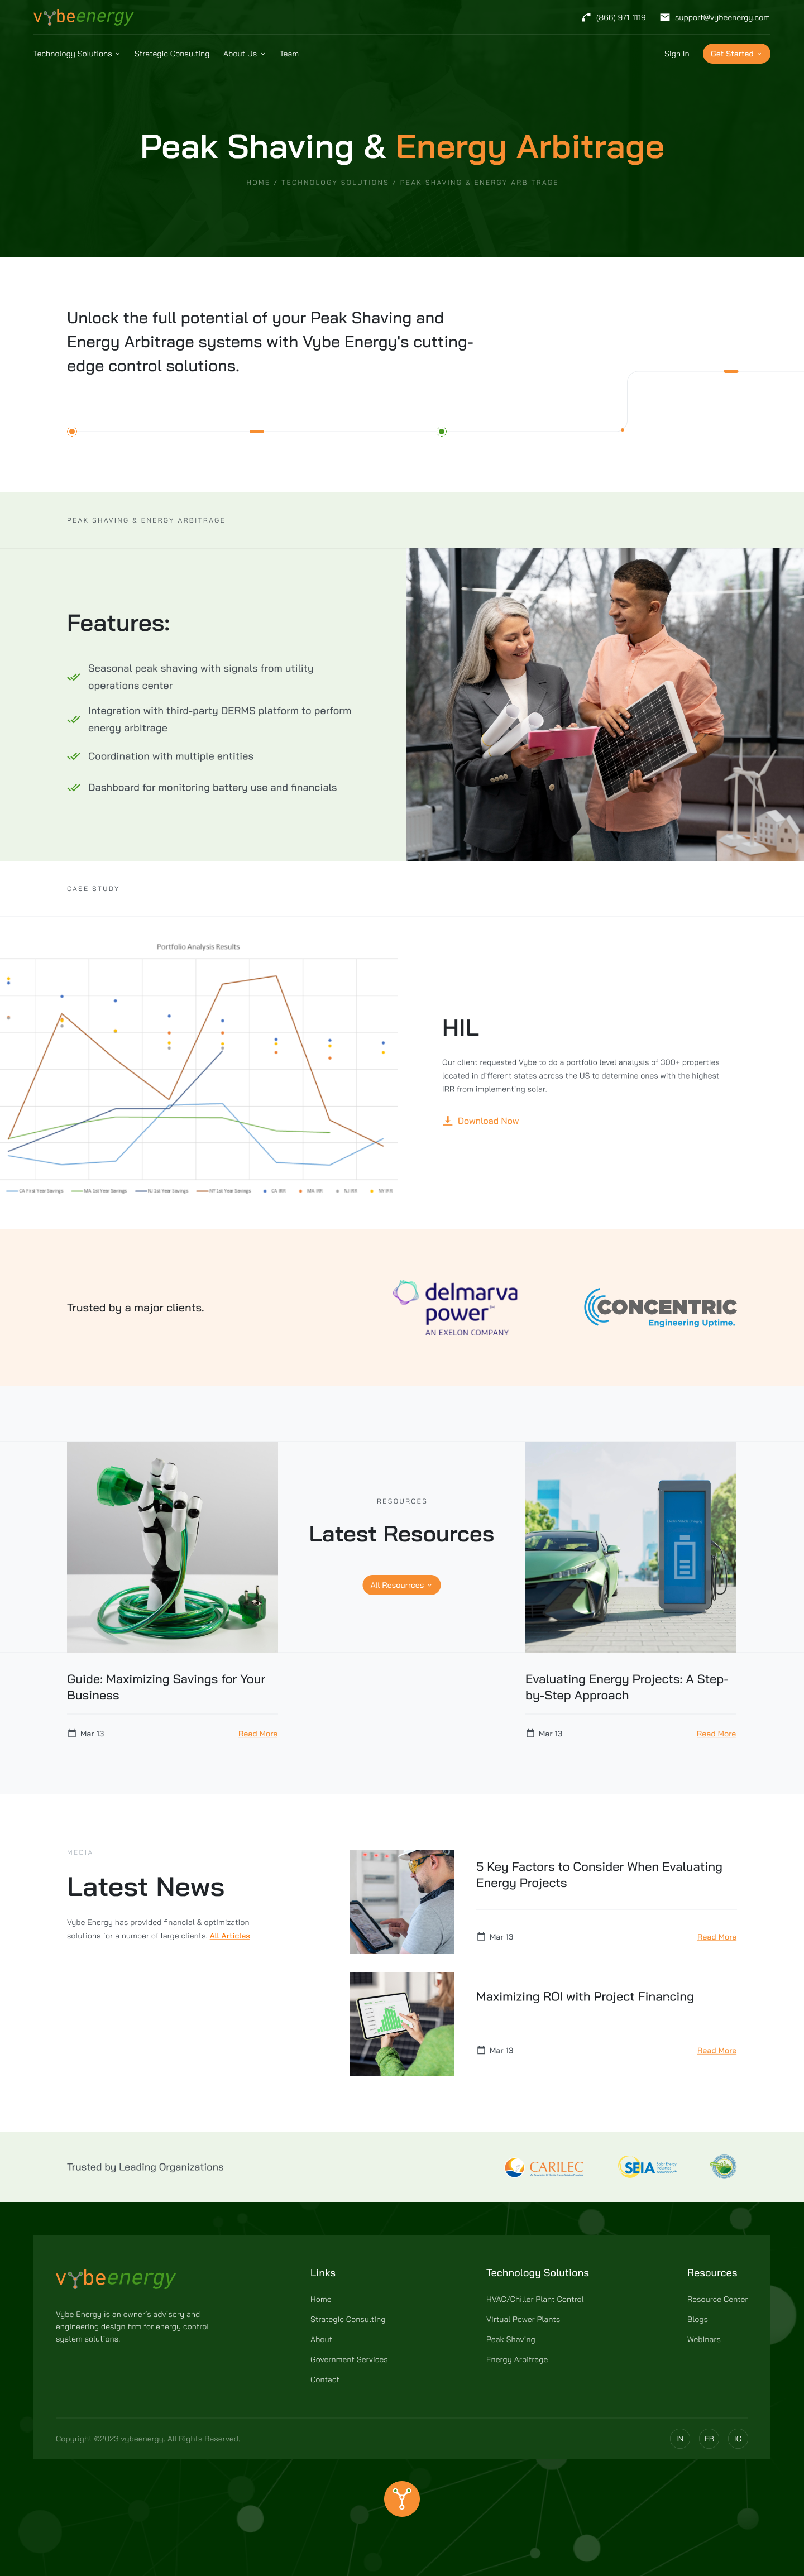 vybeenergy
(866) 971-1119
support@vybeenergy.com
Technology Solutions
Strategic Consulting
About Us
Team
Sign In
Get Started
Peak Shaving & Energy Arbitrage
HOME / TECHNOLOGY SOLUTIONS / PEAK SHAVING & ENERGY ARBITRAGE
Unlock the full potential of your Peak Shaving and
Energy Arbitrage systems with Vybe Energy's cutting-
edge control solutions.
PEAK SHAVING & ENERGY ARBITRAGE
Features:
Seasonal peak shaving with signals from utility
operations center
Integration with third-party DERMS platform to perform
energy arbitrage
Coordination with multiple entities
Dashboard for monitoring battery use and financials
CASE STUDY
Portfolio Analysis Results
CA First Year Savings
MA 1st Year Savings
NJ 1st Year Savings
NY 1st Year Savings
CA IRR
MA IRR
NJ IRR
NY IRR
HIL
Our client requested Vybe to do a portfolio level analysis of 300+ properties
located in different states across the US to determine ones with the highest
IRR from implementing solar.
Download Now
Trusted by a major clients.
delmarva
power℠
AN EXELON COMPANY
CONCENTRIC
Engineering Uptime.
RESOURCES
Latest Resources
All Resourrces
Guide: Maximizing Savings for Your
Business
Mar 13
Read More
Evaluating Energy Projects: A Step-
by-Step Approach
Mar 13
Read More
MEDIA
Latest News
Vybe Energy has provided financial & optimization
solutions for a number of large clients. All Articles
5 Key Factors to Consider When Evaluating
Energy Projects
Mar 13
Read More
Maximizing ROI with Project Financing
Mar 13
Read More
Trusted by Leading Organizations
CARILEC
SEIA
Solar Energy
Industries
Association
vybeenergy
Vybe Energy is an owner's advisory and
engineering design firm for energy control
system solutions.
Links
Home
Strategic Consulting
About
Government Services
Contact
Technology Solutions
HVAC/Chiller Plant Control
Virtual Power Plants
Peak Shaving
Energy Arbitrage
Resources
Resource Center
Blogs
Webinars
Copyright ©2023 vybeenergy. All Rights Reserved.
IN
FB
IG